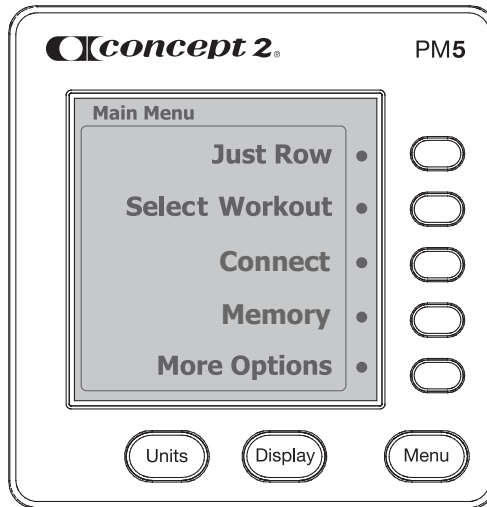 concept 2®
PM5
Main Menu
Just Row
Select Workout
Connect
Memory
More Options
Units
Display
Menu